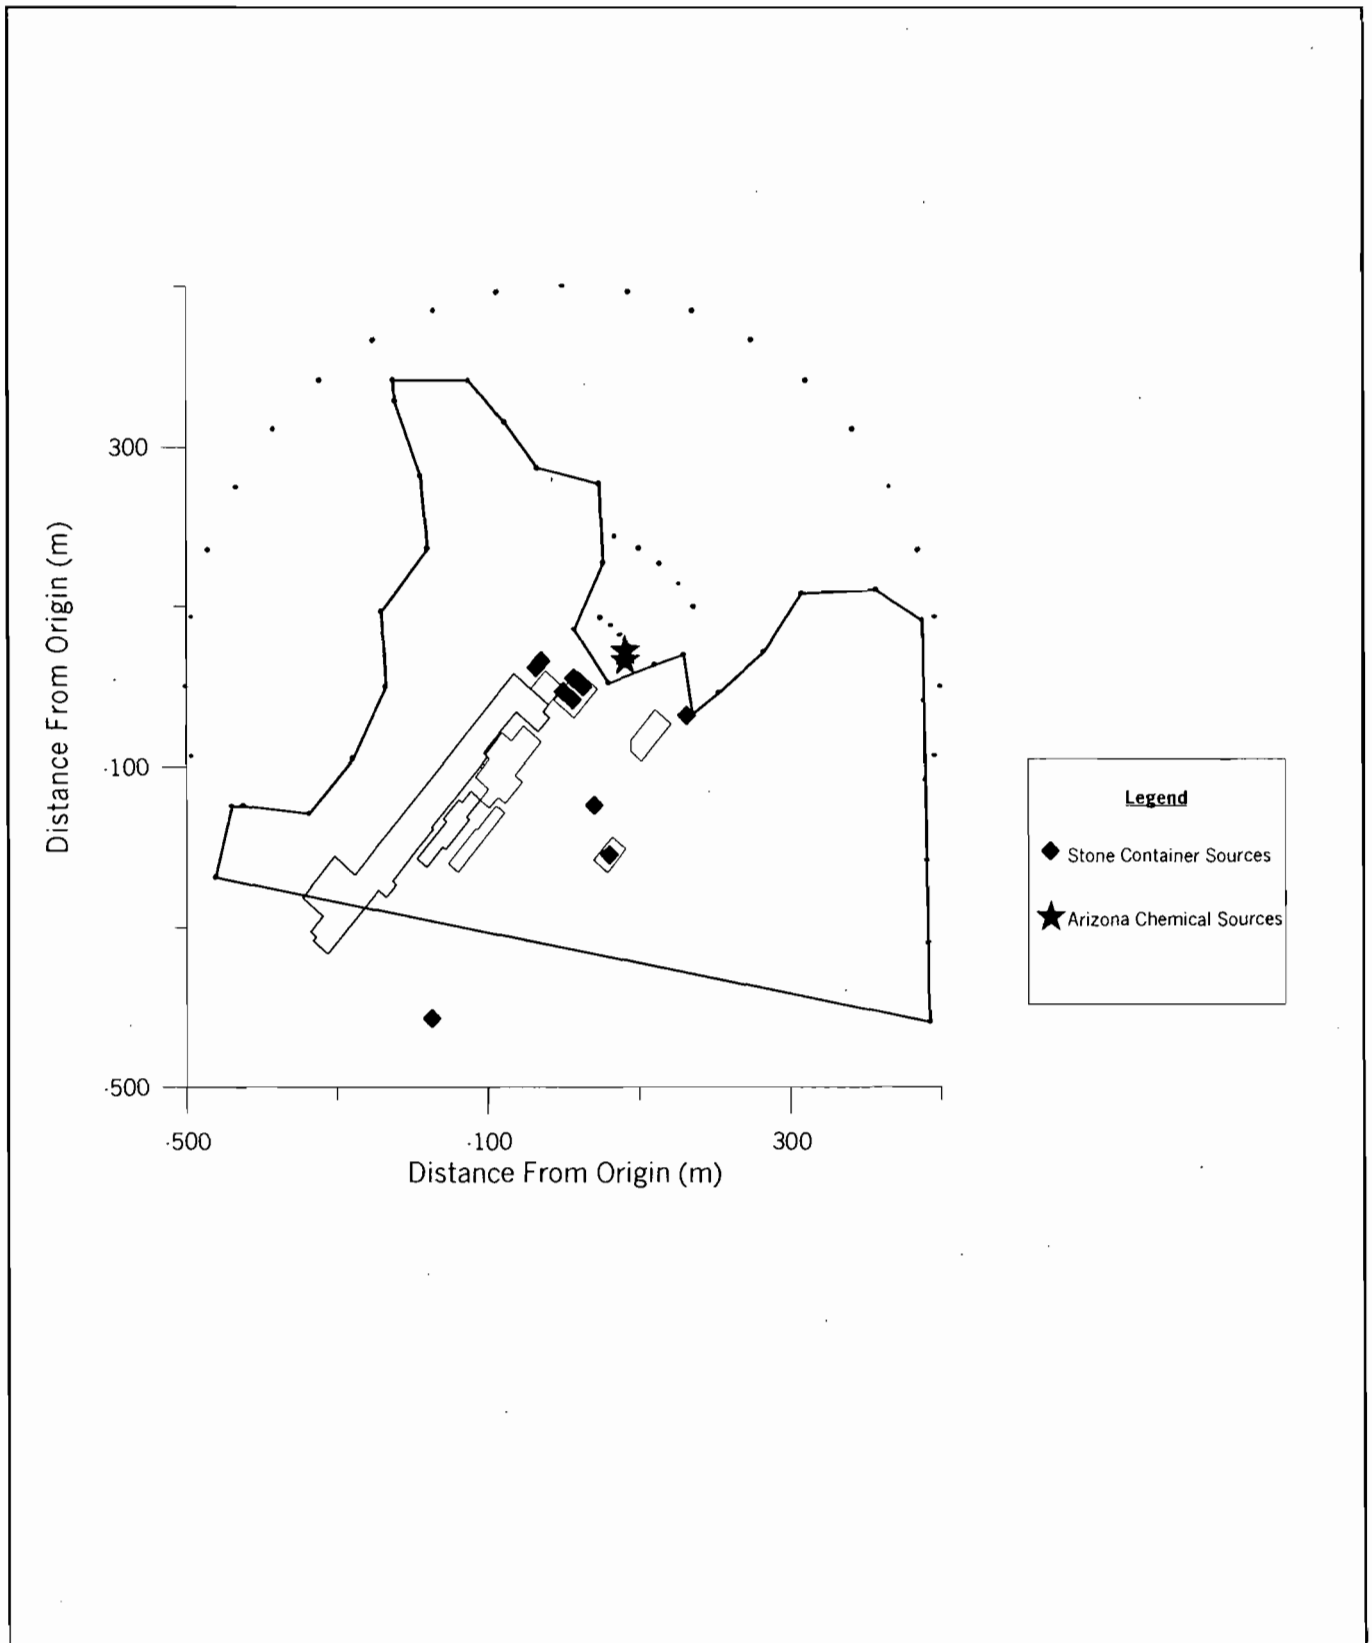 300
Distance From Origin (m)
-100
-500
-500
-100
300
Distance From Origin (m)
Legend
Stone Container Sources
Arizona Chemical Sources